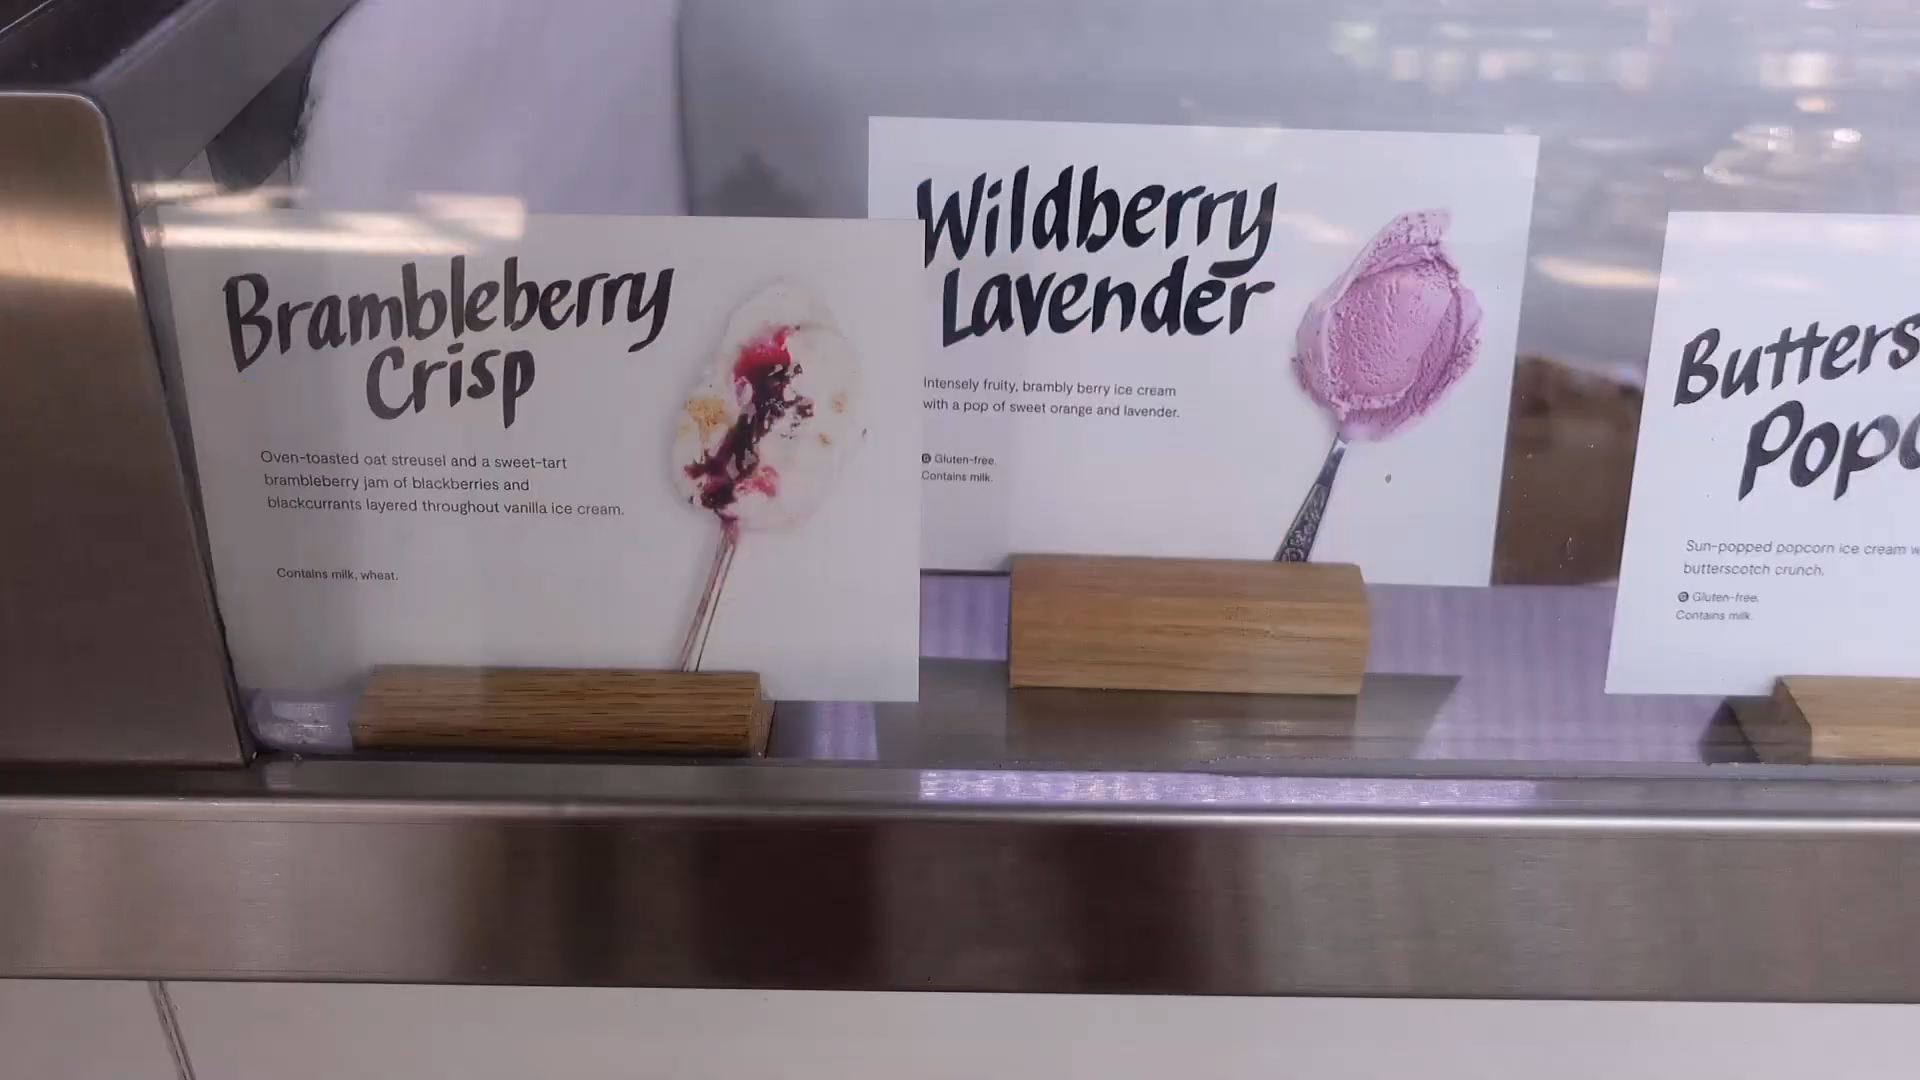 Brambleberry
Crisp
Oven-toasted oat streusel and a sweet-tart
brambleberry jam of blackberries and
blackcurrants layered throughout vanilla ice cream.
Contains milk, wheat.
Wildberry
Lavender
Intensely fruity, brambly berry ice cream
with a pop of sweet orange and lavender.
G Gluten-free.
Contains milk.
Sun-popped popcorn ice cream
butterscotch crunch.
G Gluten-free.
Contains milk.